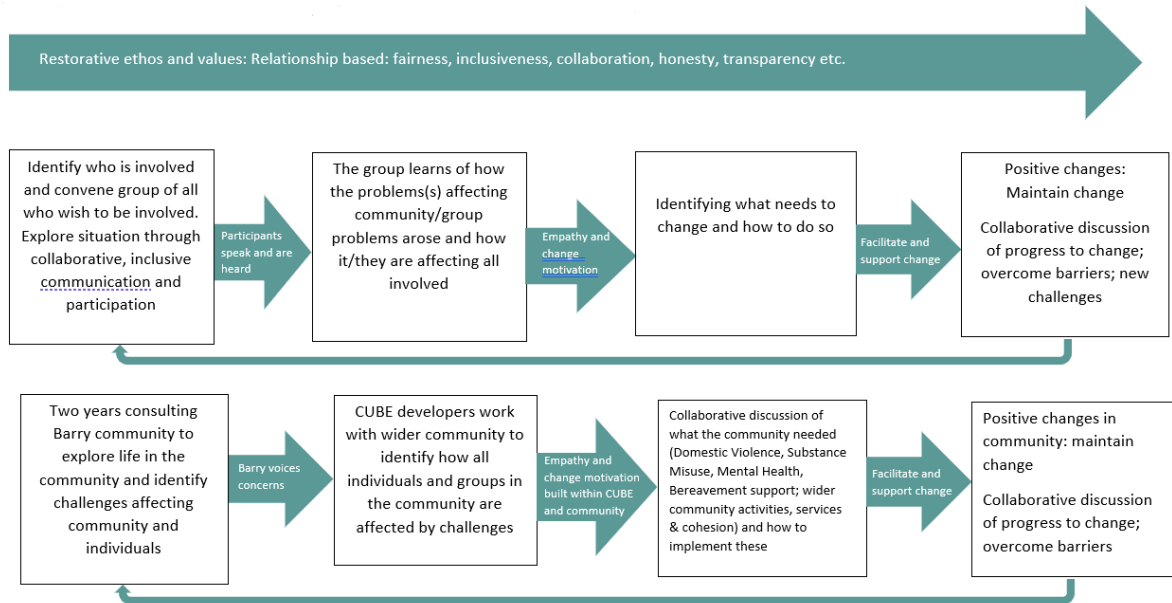 Restorative ethos and values: Relationship based: fairness, inclusiveness, collaboration, honesty, transparency etc.
Identify who is involved
and convene group of all
who wish to be involved.
Explore situation through
collaborative, inclusive
communication and
participation
Participants
speak and are
heard
The group learns of how
the problems(s) affecting
community/group
problems arose and how
it/they are affecting all
involved
Empathy and
change
motivation
Identifying what needs to
change and how to do so
Facilitate and
support change
Positive changes:
Maintain change
Collaborative discussion
of progress to change;
overcome barriers; new
challenges
Two years consulting
Barry community to
explore life in the
community and identify
challenges affecting
community and
individuals
Barry voices
concerns
CUBE developers work
with wider community to
identify how all
individuals and groups in
the community are
affected by challenges
Empathy and
change motivation
built within CUBE
and community
Collaborative discussion of
what the community needed
(Domestic Violence, Substance
Misuse, Mental Health,
Bereavement support; wider
community activities, services
& cohesion) and how to
implement these
Facilitate and
support change
Positive changes in
community: maintain
change
Collaborative discussion
of progress to change;
overcome barriers